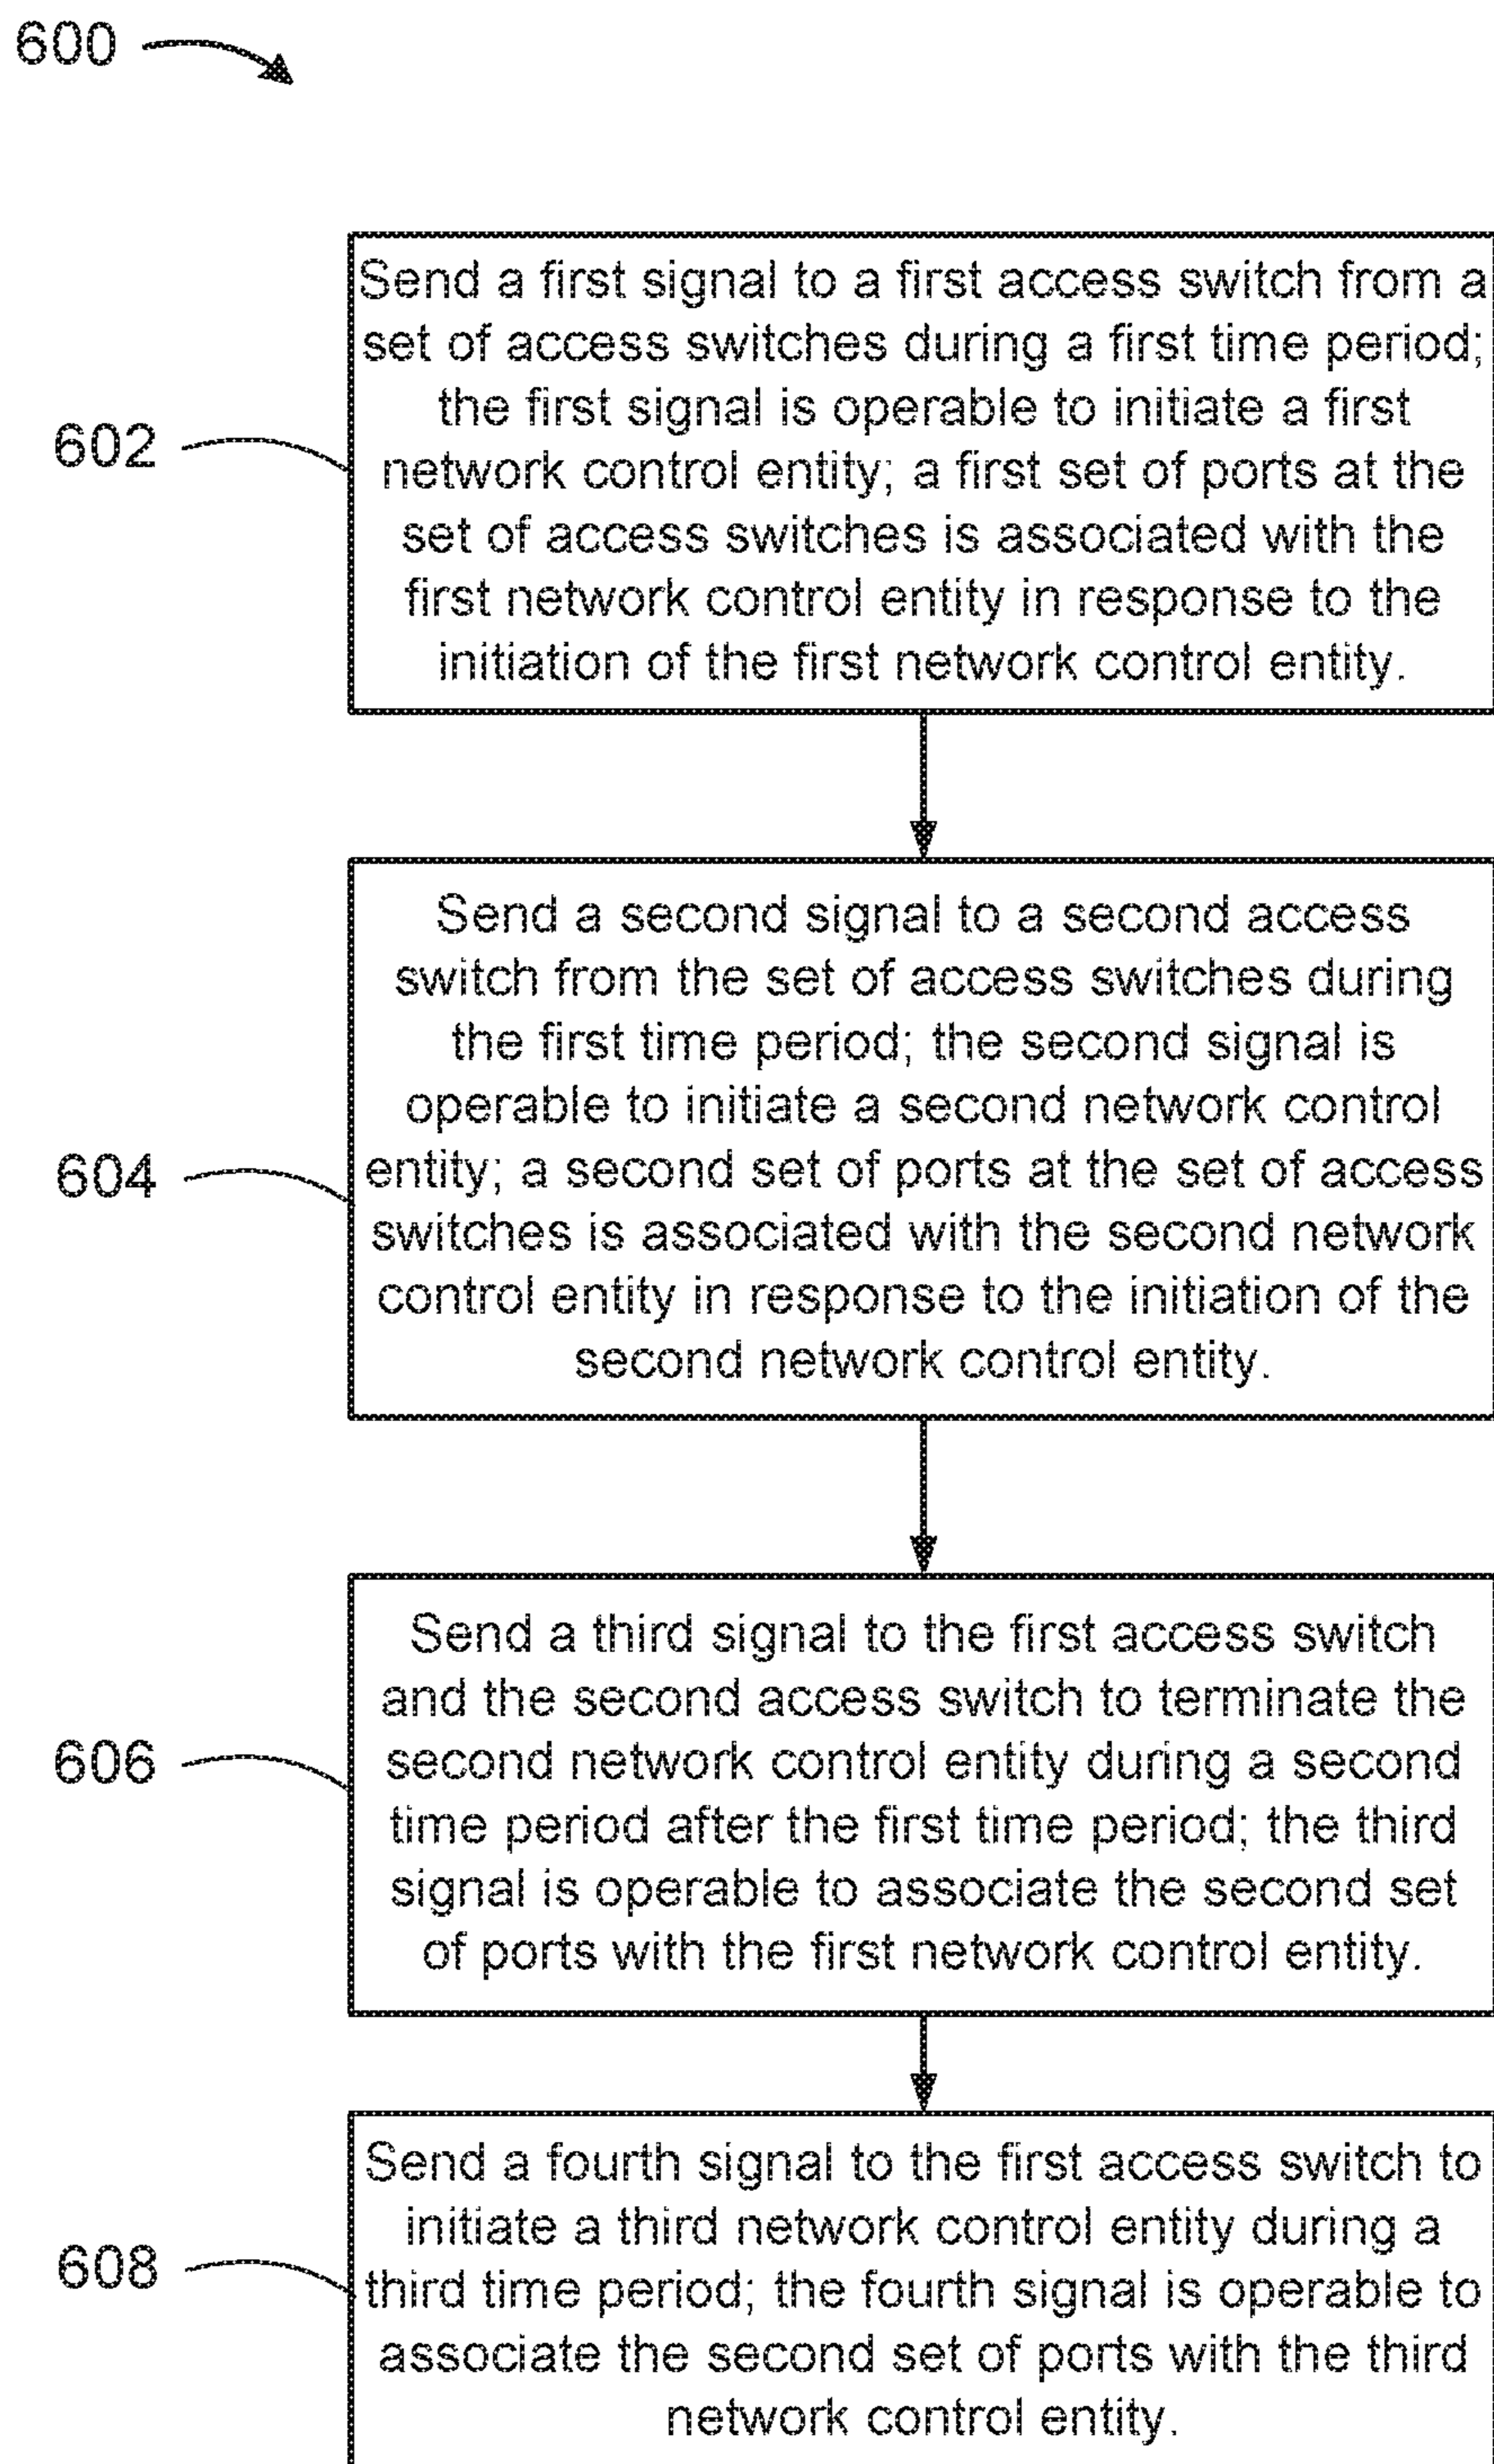 600
Send a first signal to a first access switch from a
set of access switches during a first time period;
the first signal is operable to initiate a first
network control entity; a first set of ports at the
set of access switches is associated with the
first network control entity in response to the
initiation of the first network control entity.
602
Send a second signal to a second access
switch from the set of access switches during
the first time period; the second signal is
operable to initiate a second network control
entity; a second set of ports at the set of access
switches is associated with the second network
control entity in response to the initiation of the
second network control entity.
604
Send a third signal to the first access switch
and the second access switch to terminate the
second network control entity during a second
time period after the first time period; the third
signal is operable to associate the second set
of ports with the first network control entity.
606
Send a fourth signal to the first access switch to
initiate a third network control entity during a
third time period; the fourth signal is operable to
associate the second set of ports with the third
network control entity.
608